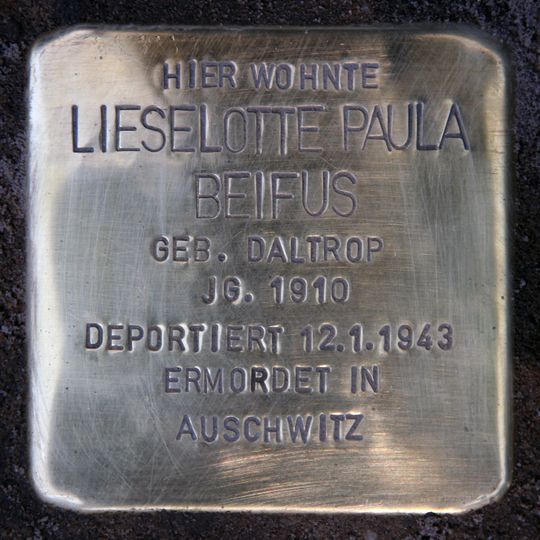 HIER WOHNTE
LIESELOTTE PAULA
BEIFUS
GEB. DALTROP
JG. 1910
DEPORTIERT 12.1.1943
ERMORDET IN
AUSCHWITZ